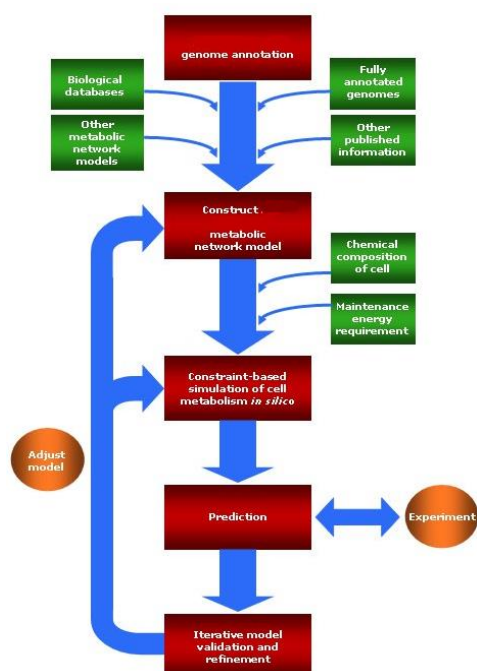 genome annotation
Biological
databases
Fully
annotated
genomes
Other
metabolic
network
models
Other
published
information
Construct
metabolic
network model
Chemical
composition
of cell
Maintenance
energy
requirement
Constraint-based
simulation of cell
metabolism in silico
Adjust
model
Prediction
Experiment
Iterative model
validation and
refinement